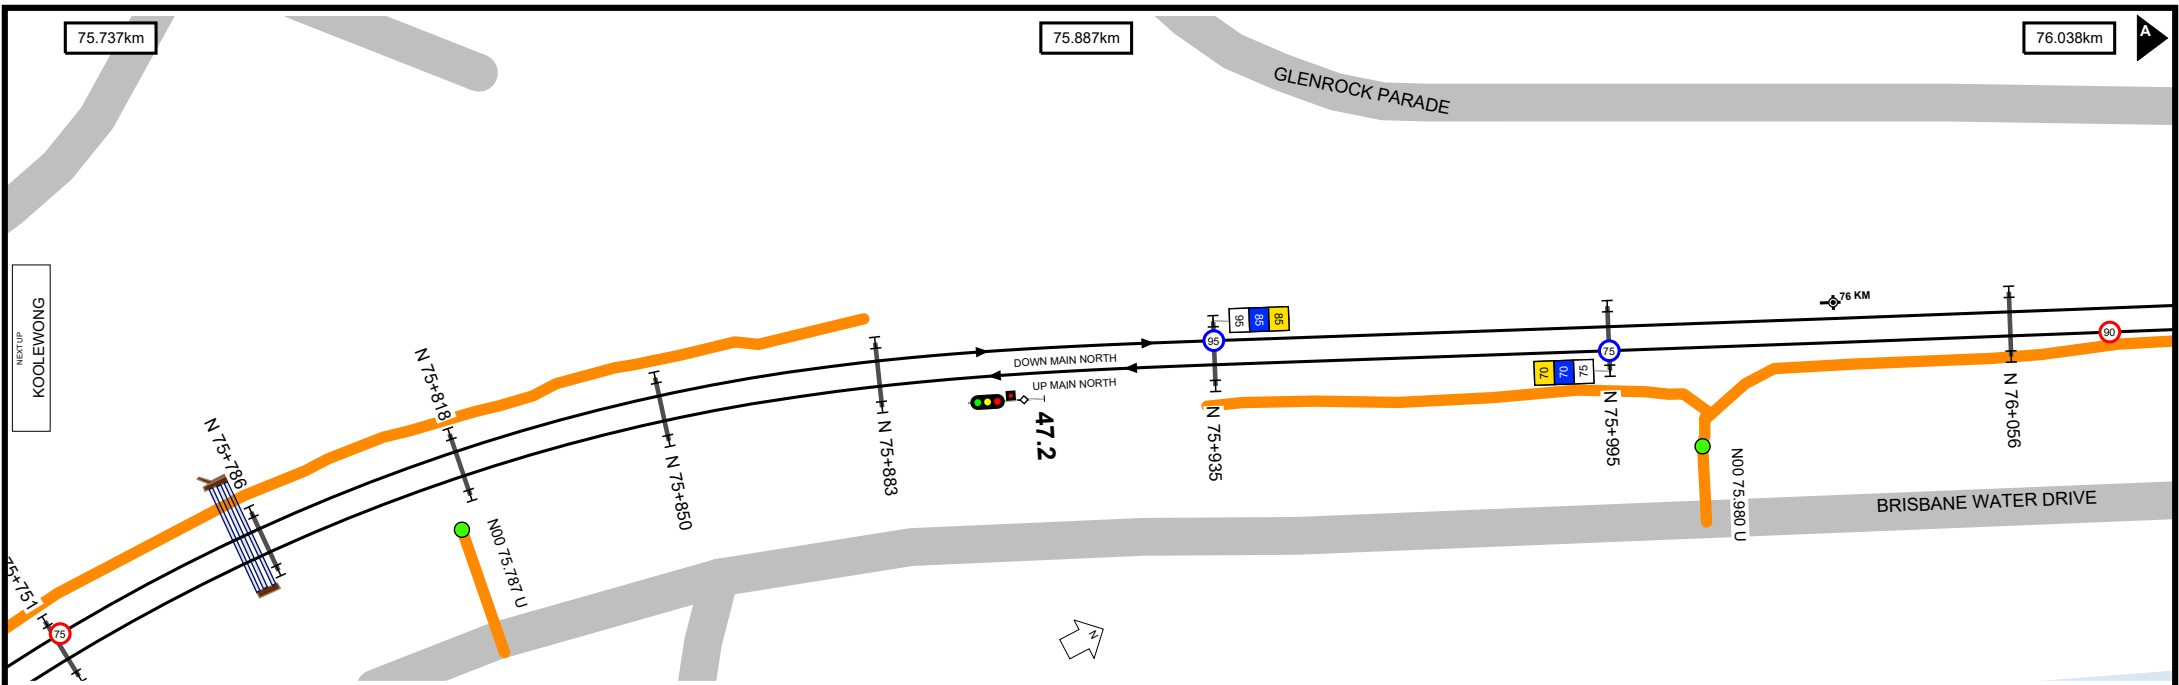 75.737km
75.887km
76.038km
A
GLENROCK PARADE
NEXT UP
KOOLEWONG
76 KM
95
85
85
95
DOWN MAIN NORTH
UP MAIN NORTH
75
70
70
75
90
47.2
N 75+786
N 75+818
N 75+850
N 75+883
N 75+935
N 75+995
N 76+056
N00 75.787 U
N00 75.980 U
BRISBANE WATER DRIVE
75+751
75
N